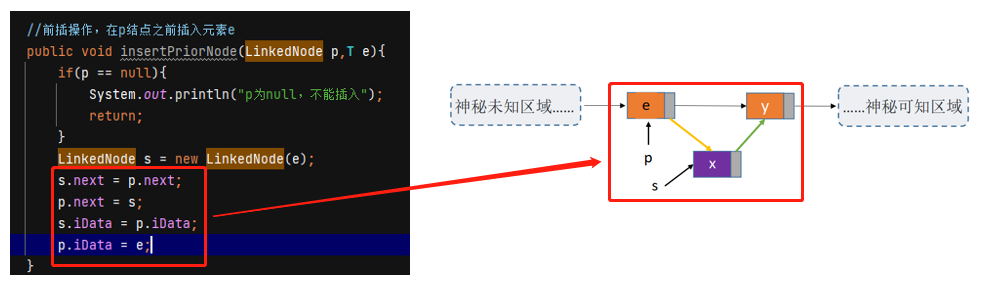 //前插操作，在p结点之前插入元素e
public void insertPriorNode(LinkedNode p,T e){
if(p == null){
System.out.println("p为null，不能插入");
return;
}
LinkedNode s = new LinkedNode(e);
s.next = p.next;
p.next = s;
s.iData = p.iData;
p.iData = e;
}
神秘未知区域......
e
y
......神秘可知区域
p
x
s